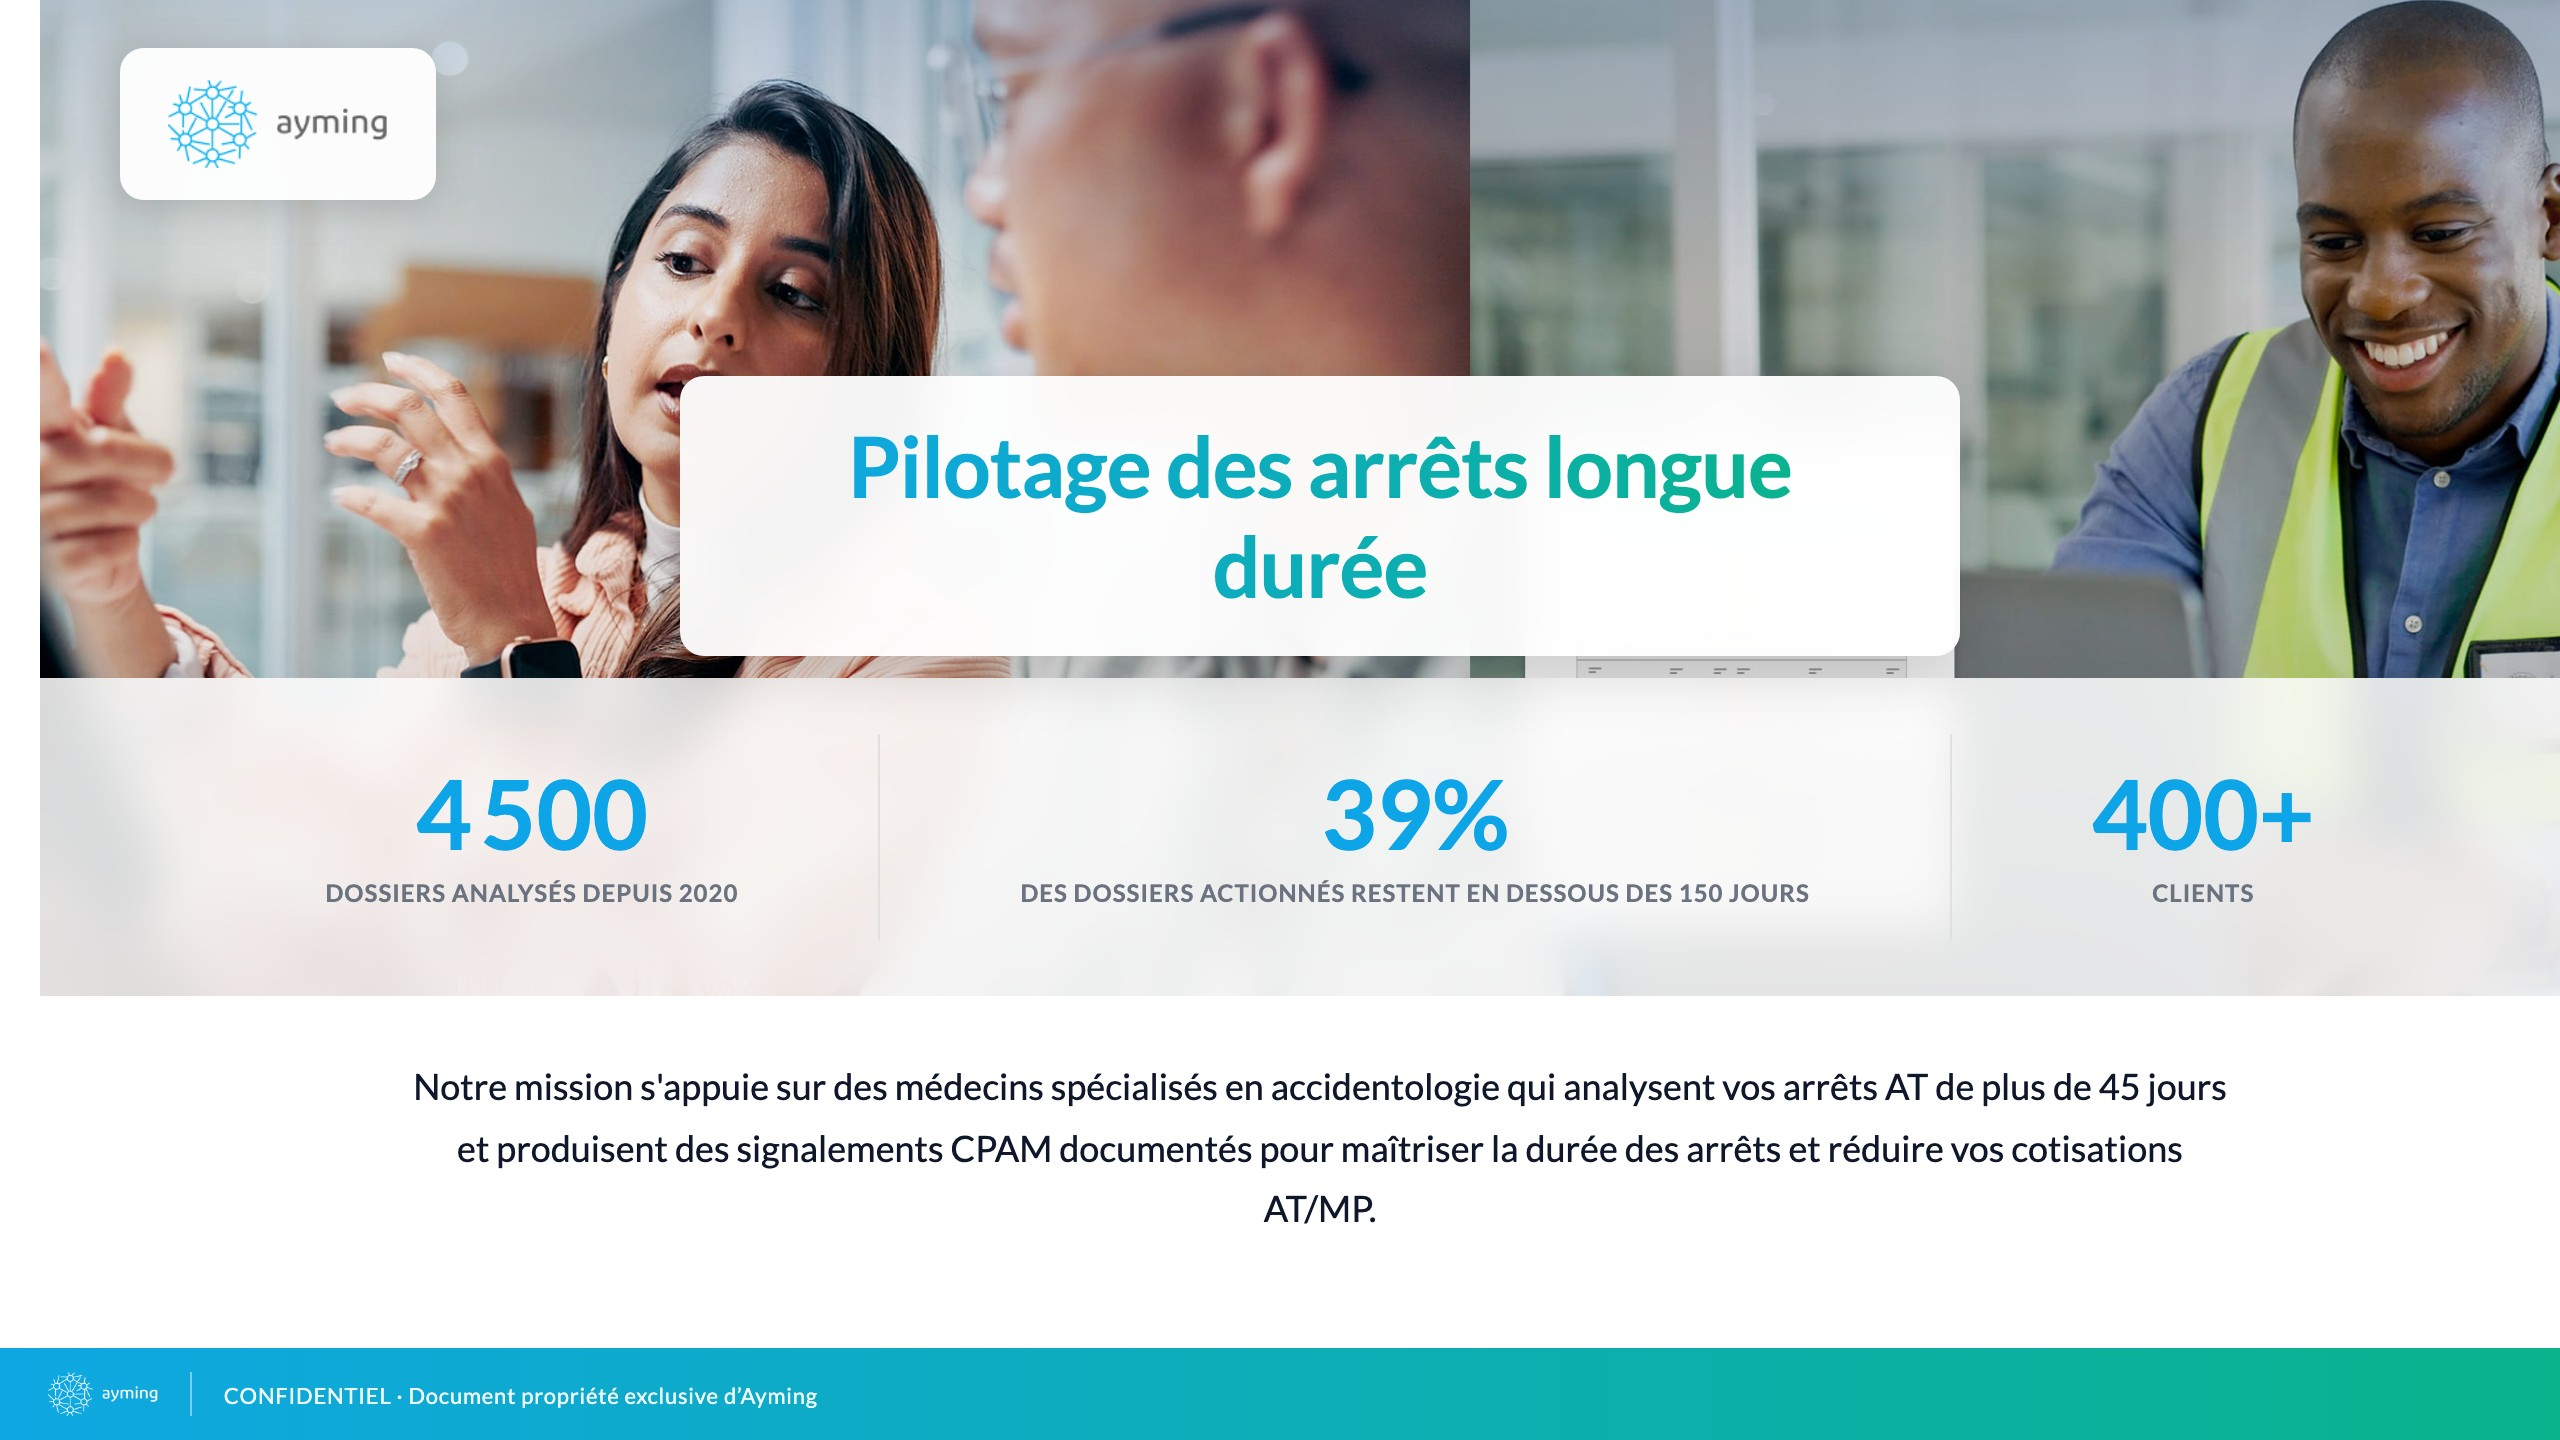 ayming
Pilotage des arrêts longue
durée
4 500
DOSSIERS ANALYSÉS DEPUIS 2020
39%
DES DOSSIERS ACTIONNÉS RESTENT EN DESSOUS DES 150 JOURS
400+
CLIENTS
Notre mission s'appuie sur des médecins spécialisés en accidentologie qui analysent vos arrêts AT de plus de 45 jours
et produisent des signalements CPAM documentés pour maîtriser la durée des arrêts et réduire vos cotisations
AT/MP.
ayming
CONFIDENTIEL · Document propriété exclusive d’Ayming